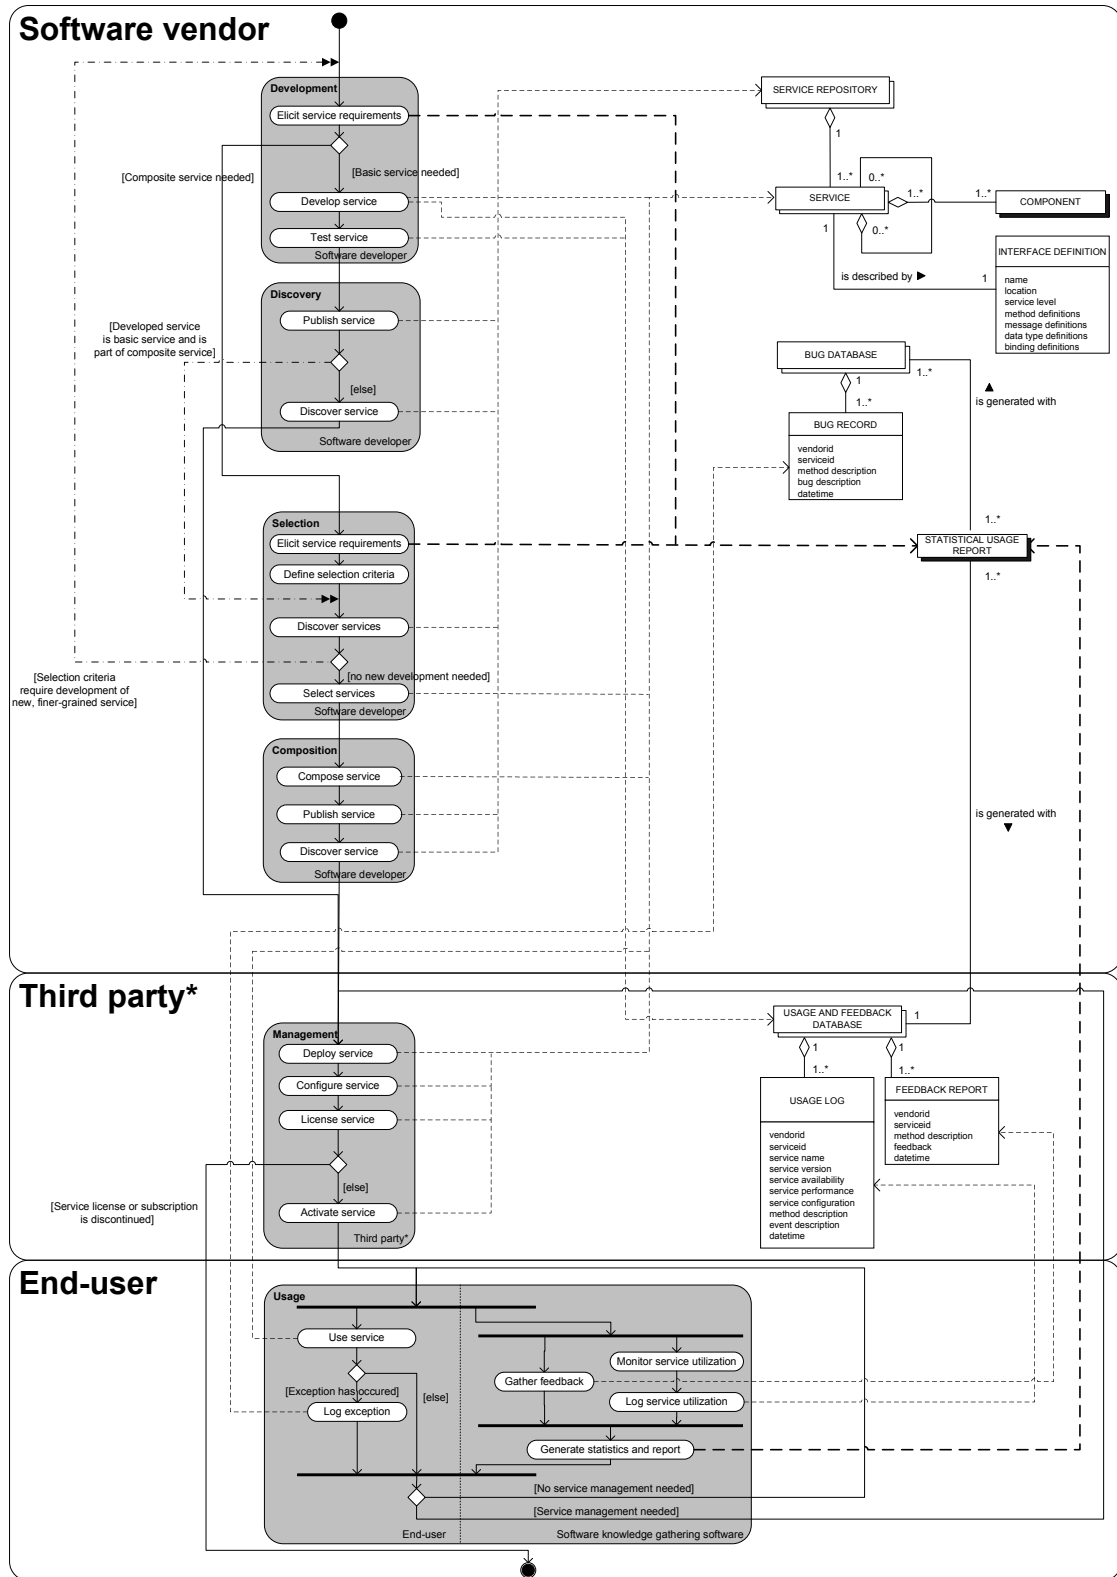 Software vendor
Development
Elicit service requirements
[Composite service needed]
[Basic service needed]
Develop service
Test service
Software developer
Discovery
Publish service
[Developed service
is basic service and is
part of composite service]
[else]
Discover service
Software developer
Selection
Elicit service requirements
Define selection criteria
Discover services
[no new development needed]
[Selection criteria
require development of
new, finer-grained service]
Select services
Software developer
Composition
Compose service
Publish service
Discover service
Software developer
SERVICE REPOSITORY
1
1..*
0..*
SERVICE
1..*
1..*
COMPONENT
0..*
1
is described by ►
1
INTERFACE DEFINITION
name
location
service level
method definitions
message definitions
data type definitions
binding definitions
BUG DATABASE
1
1..*
1..*
▲
is generated with
BUG RECORD
vendorid
serviceid
method description
bug description
datetime
1..*
STATISTICAL USAGE
REPORT
1..*
is generated with
▼
Third party*
Management
Deploy service
Configure service
License service
[else]
[Service license or subscription
is discontinued]
Activate service
Third party*
USAGE AND FEEDBACK
DATABASE
1
1
1
1..*
1..*
USAGE LOG
vendorid
serviceid
service name
service version
service availability
service performance
service configuration
method description
event description
datetime
FEEDBACK REPORT
vendorid
serviceid
method description
feedback
datetime
End-user
Usage
Use service
[Exception has occured]
[else]
Log exception
Monitor service utilization
Gather feedback
Log service utilization
Generate statistics and report
[No service management needed]
[Service management needed]
End-user
Software knowledge gathering software